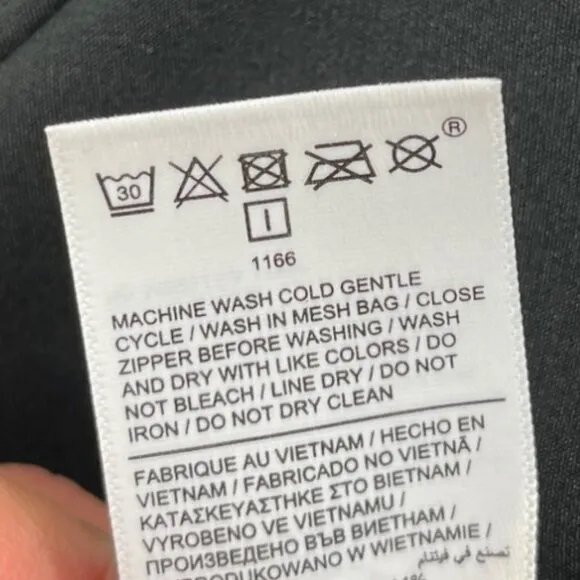 30
®
1166
MACHINE WASH COLD GENTLE
CYCLE / WASH IN MESH BAG / CLOSE
ZIPPER BEFORE WASHING / WASH
AND DRY WITH LIKE COLORS / DO
NOT BLEACH / LINE DRY / DO NOT
IRON / DO NOT DRY CLEAN
FABRIQUE AU VIETNAM / HECHO EN
VIETNAM / FABRICADO NO VIETNÃ /
ΚΑΤΑΣΚΕΥΑΣΤΗΚΕ ΣΤΟ ΒΙΕΤΝΑΜ /
VYROBENO VE VIETNAMU /
ПРОИЗВЕДЕНО ВЪВ ВИЕТНАМ /
WYPRODUKOWANO W WIETNAMIE /
تصنع في فيتنام